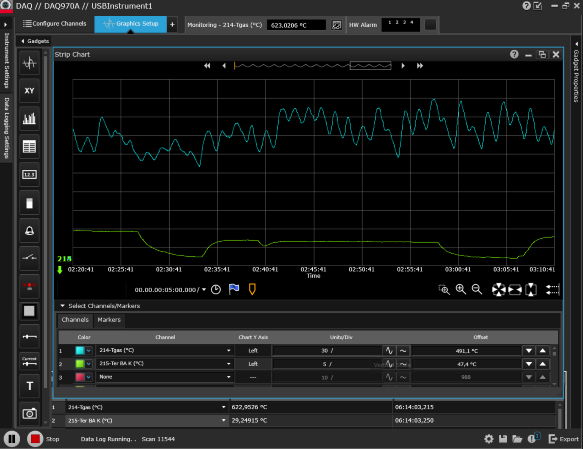 DAQ // DAQ970A // USBInstrument1
Configure Channels
Graphics Setup
+
Monitoring - 214-Tgas (°C)
623,0206 °C
HW Alarm
1 2 3 4
Instrument Settings
Data Logging Settings
Gadgets
XY
12.3
Current
T
Gadget Properties
Strip Chart
02:20:41 02:25:41 02:30:41 02:35:41 02:40:41 02:45:41 02:50:41 02:55:41 03:00:41 03:05:41 03:10:41
Time
00.00.00:05:00.000 /
Select Channels/Markers
Channels
Markers
Color Channel Chart Y Axis Units/Div Offset
1 214-Tgas (°C) Left 30 / 491,1 °C
2 215-Ter BA K (°C) Left 5 / 47,4 °C
3 None --- 10 / 900
1 214-Tgas (°C) 622,9526 °C 06:14:03,215
2 215-Ter BA K (°C) 29,24915 °C 06:14:03,250
Stop
Data Log Running. . Scan 11544
1
Export